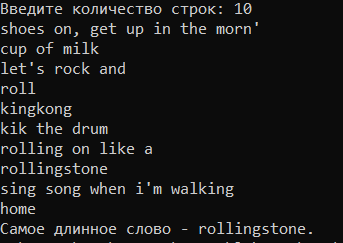 Введите количество строк: 10
shoes on, get up in the morn'
cup of milk
let's rock and
roll
kingkong
kik the drum
rolling on like a
rollingstone
sing song when i'm walking
home
Самое длинное слово - rollingstone.